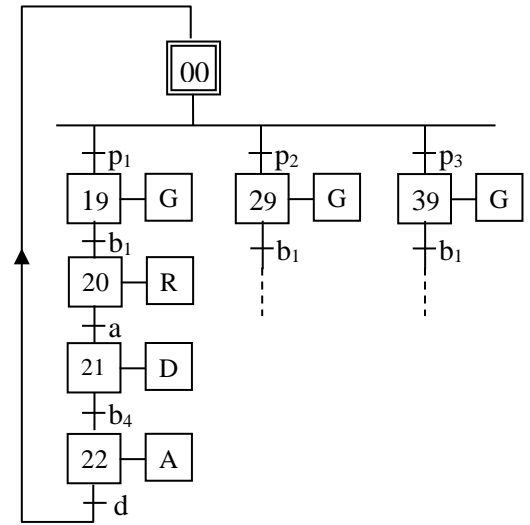 00
p₁ p₂ p₃
19 G 29 G 39 G
b₁ b₁ b₁
20 R
a
21 D
b₄
22 A
d